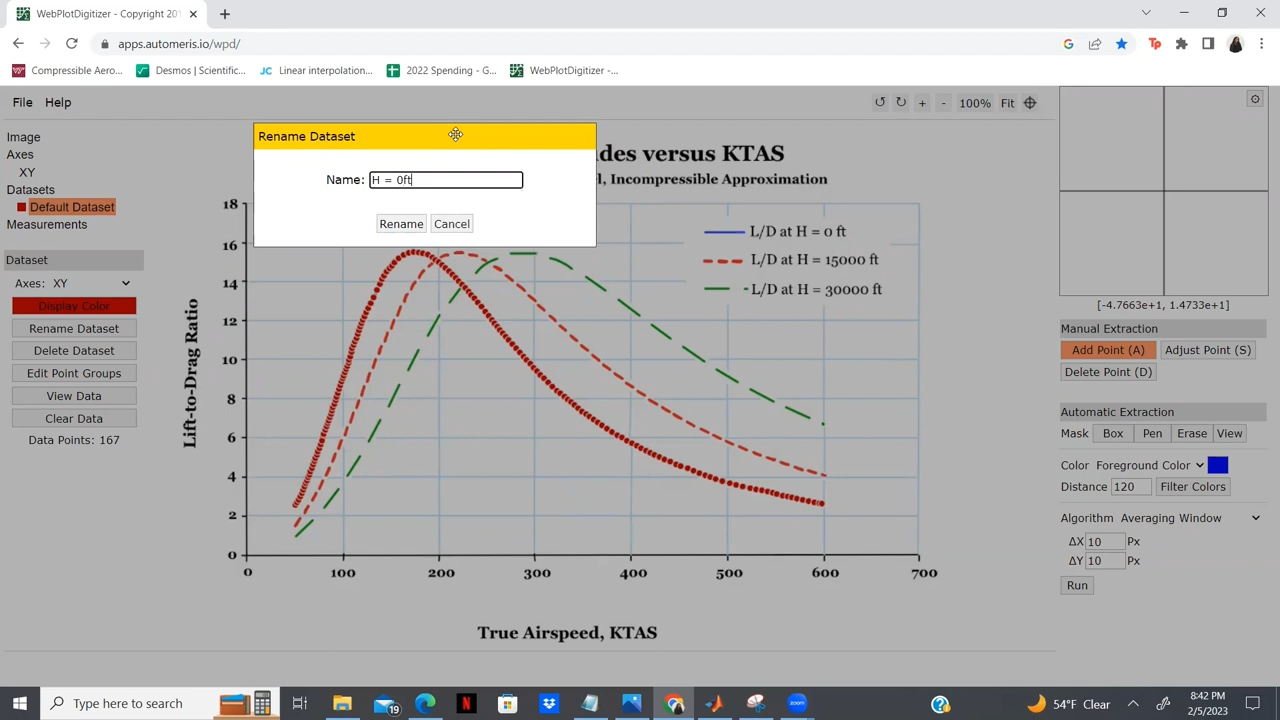 WebPlotDigitizer - Copyright 201
apps.automeris.io/wpd/
Compressible Aero...
Desmos | Scientific...
JC Linear interpolation...
2022 Spending - G...
WebPlotDigitizer -...
File Help
100% Fit
Image
Axes
XY
Datasets
Default Dataset
Measurements
Dataset
Axes: XY
Display Color
Rename Dataset
Delete Dataset
Edit Point Groups
View Data
Clear Data
Data Points: 167
Rename Dataset
Name: H = 0ft
Rename Cancel
des versus KTAS
l, Incompressible Approximation
L/D at H = 0 ft
L/D at H = 15000 ft
L/D at H = 30000 ft
Lift-to-Drag Ratio
18
16
14
12
10
8
6
4
2
0
0 100 200 300 400 500 600 700
True Airspeed, KTAS
[-4.7663e+1, 1.4733e+1]
Manual Extraction
Add Point (A) Adjust Point (S)
Delete Point (D)
Automatic Extraction
Mask Box Pen Erase View
Color Foreground Color
Distance 120 Filter Colors
Algorithm Averaging Window
ΔX 10 Px
ΔY 10 Px
Run
Type here to search
19
zoom
54°F Clear
8:42 PM
2/5/2023